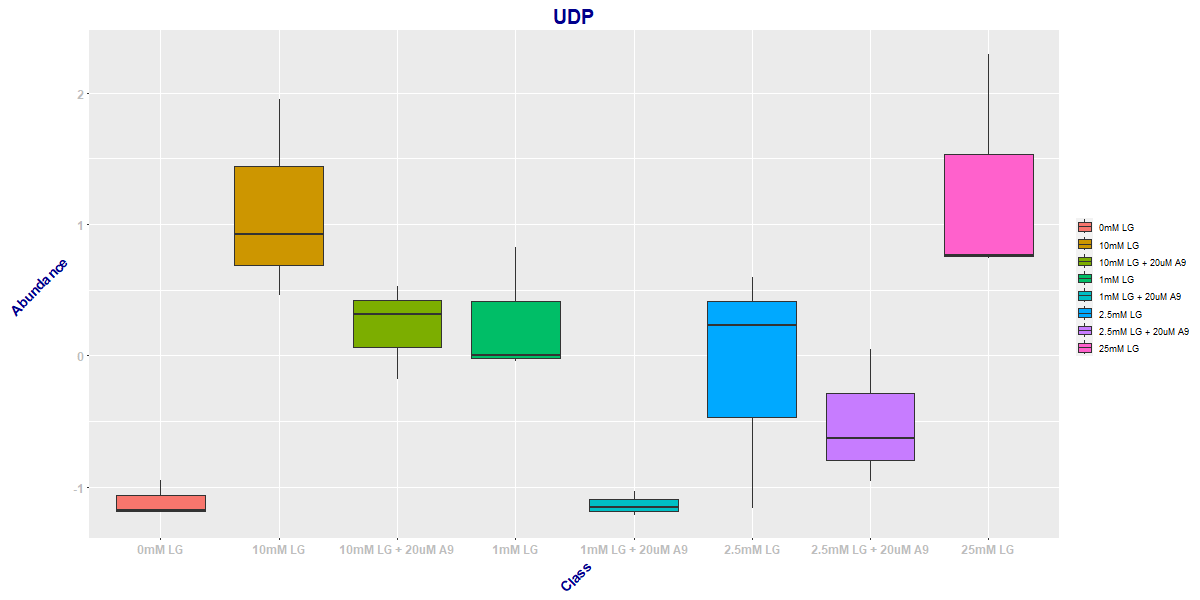 UDP
Abundance
2
1
0
-1
0mM LG
10mM LG
10mM LG + 20uM A9
1mM LG
1mM LG + 20uM A9
2.5mM LG
2.5mM LG + 20uM A9
25mM LG
Class
0mM LG
10mM LG
10mM LG + 20uM A9
1mM LG
1mM LG + 20uM A9
2.5mM LG
2.5mM LG + 20uM A9
25mM LG